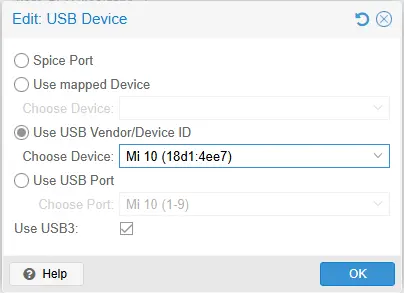 Edit: USB Device
Spice Port
Use mapped Device
Choose Device:
Use USB Vendor/Device ID
Choose Device: Mi 10 (18d1:4ee7)
Use USB Port
Choose Port: Mi 10 (1-9)
Use USB3:
? Help OK